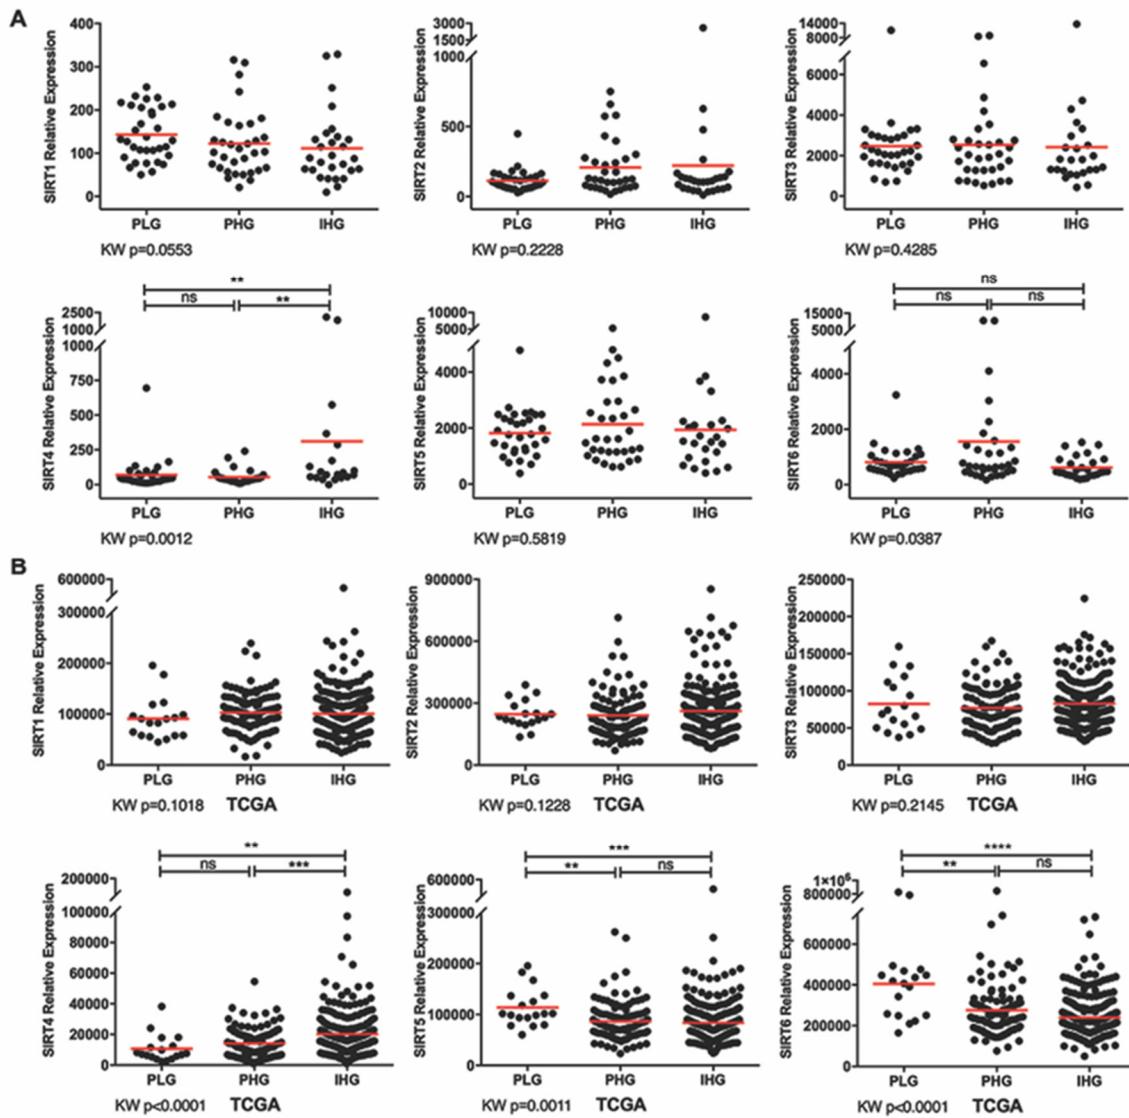 A
SIRT1 Relative Expression
400
300
200
100
0
PLG PHG IHG
KW p=0.0553
SIRT2 Relative Expression
3000
1500
1000
500
0
PLG PHG IHG
KW p=0.2228
SIRT3 Relative Expression
14000
8000
6000
4000
2000
0
PLG PHG IHG
KW p=0.4285
**
ns **
SIRT4 Relative Expression
2500
1000
1000
750
500
250
0
PLG PHG IHG
KW p=0.0012
SIRT5 Relative Expression
10000
5000
4000
2000
0
PLG PHG IHG
KW p=0.5819
ns
ns ns
SIRT6 Relative Expression
15000
5000
4000
2000
0
PLG PHG IHG
KW p=0.0387
B
SIRT1 Relative Expression
600000
300000
200000
100000
0
PLG PHG IHG
KW p=0.1018 TCGA
SIRT2 Relative Expression
900000
600000
300000
0
PLG PHG IHG
KW p=0.1228 TCGA
SIRT3 Relative Expression
250000
200000
150000
100000
50000
0
PLG PHG IHG
KW p=0.2145 TCGA
**
ns ***
SIRT4 Relative Expression
200000
100000
80000
60000
40000
20000
0
PLG PHG IHG
KW p<0.0001 TCGA
***
** ns
SIRT5 Relative Expression
600000
300000
200000
100000
0
PLG PHG IHG
KW p=0.0011 TCGA
****
** ns
SIRT6 Relative Expression
1×10⁶
800000
600000
400000
200000
0
PLG PHG IHG
KW p<0.0001 TCGA